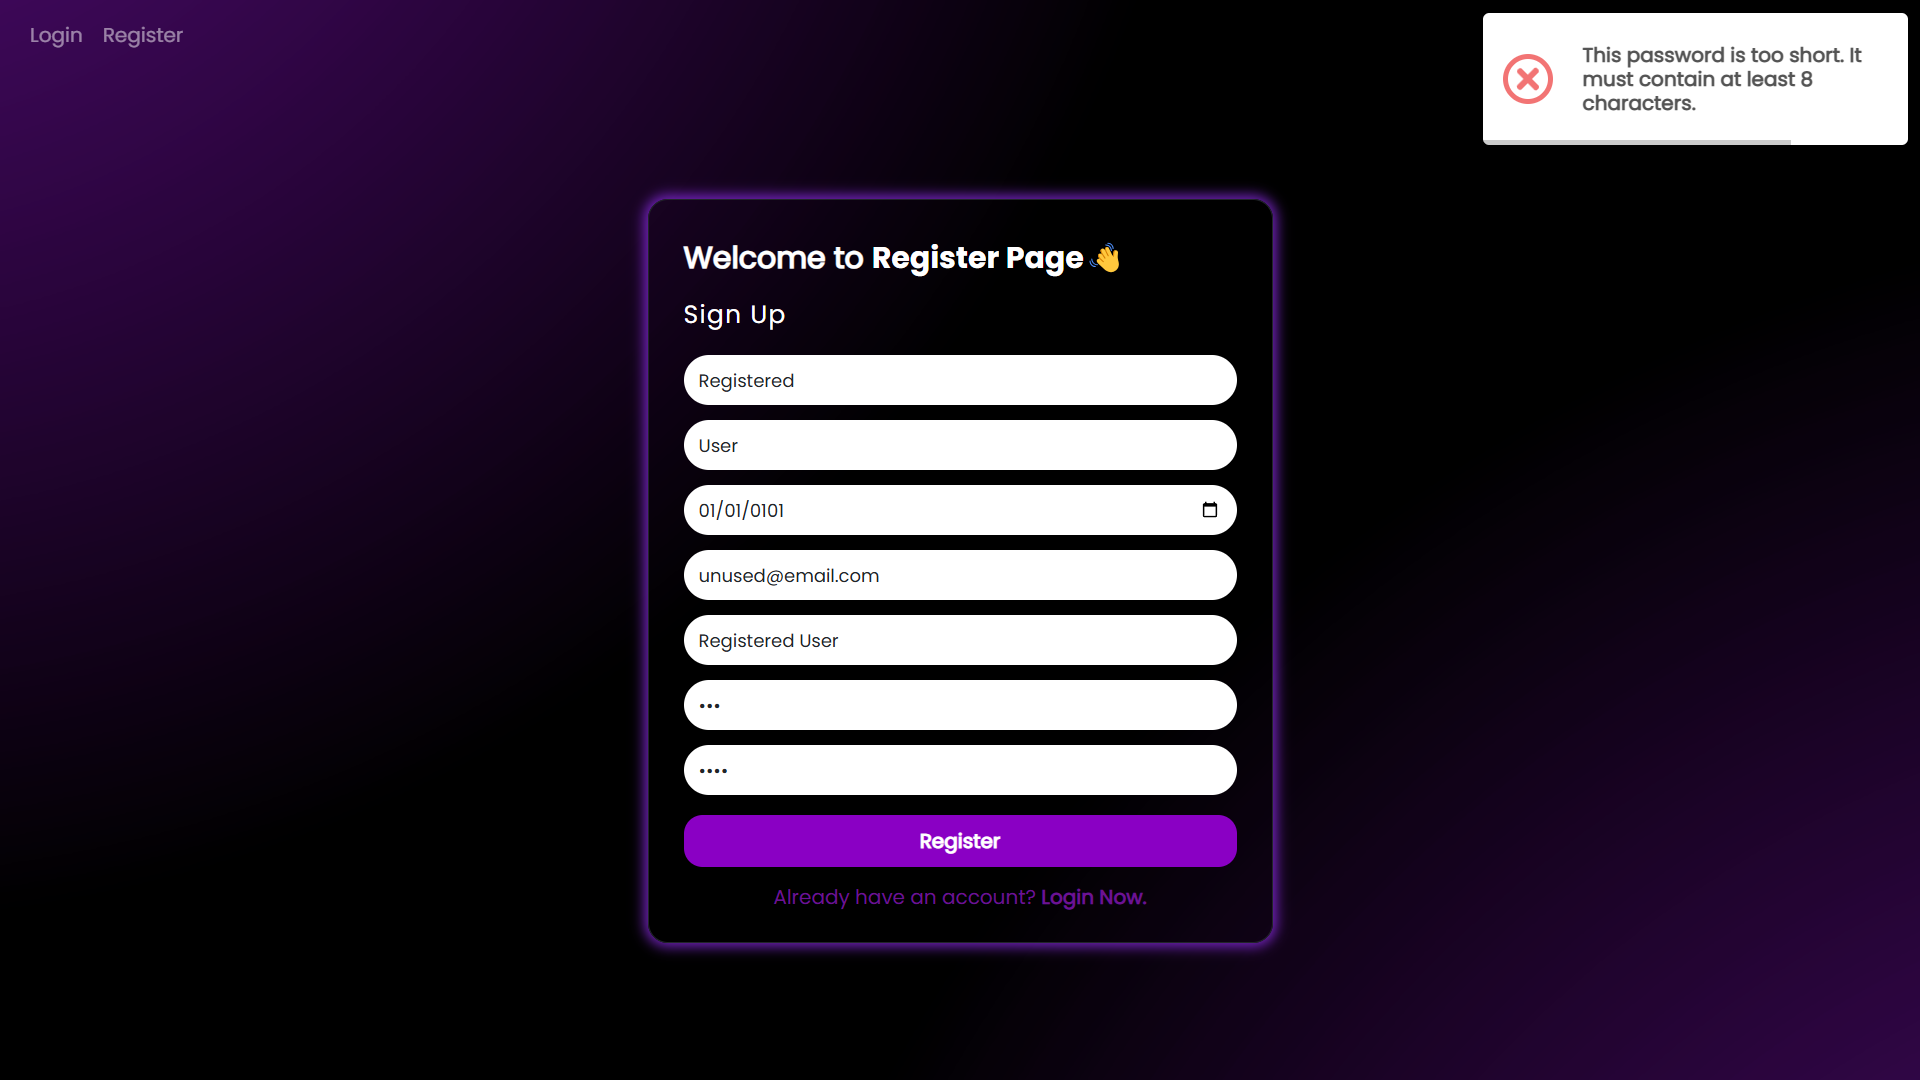 Login Register
This password is too short. It
must contain at least 8
characters.
Welcome to Register Page 👋
Sign Up
Registered
User
01/01/0101
unused@email.com
Registered User
•••
••••
Register
Already have an account? Login Now.